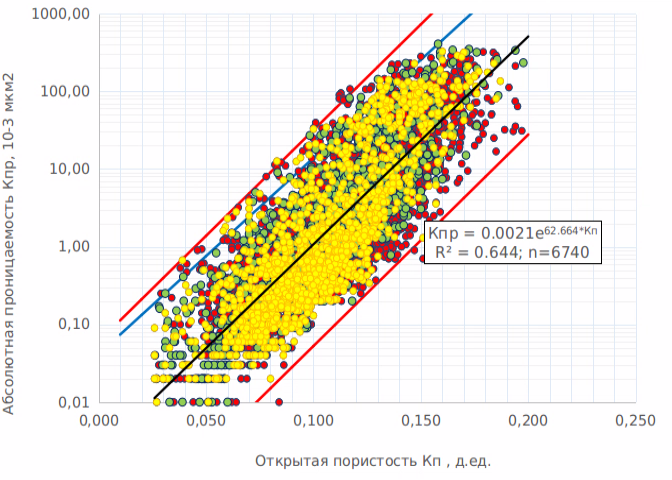 Абсолютная проницаемость Кпр, 10-3 мкм2
1000,00
100,00
10,00
1,00
0,10
0,01
Кпр = 0.0021e^62.664*Кп
R² = 0.644; n=6740
0,000 0,050 0,100 0,150 0,200 0,250
Открытая пористость Кп , д.ед.